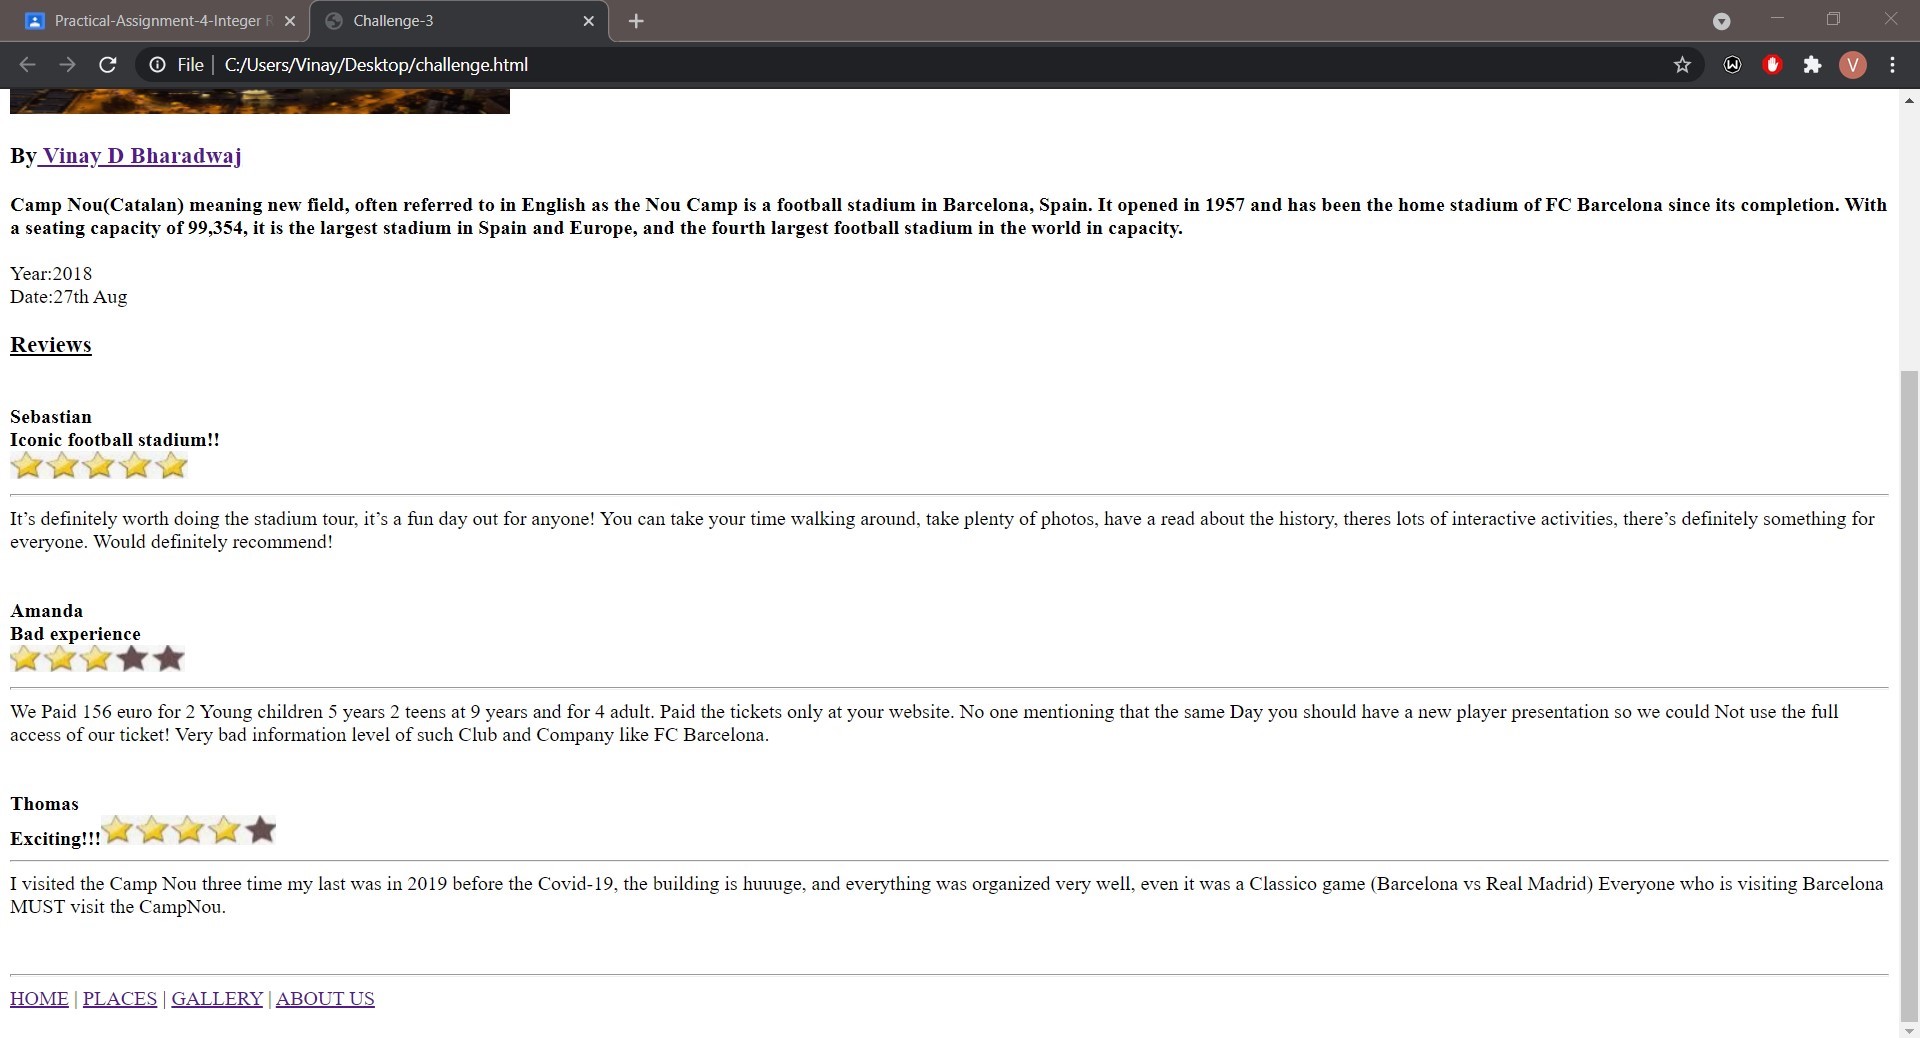 Practical-Assignment-4-Integer
Challenge-3
File | C:/Users/Vinay/Desktop/challenge.html
V
By Vinay D Bharadwaj
Camp Nou(Catalan) meaning new field, often referred to in English as the Nou Camp is a football stadium in Barcelona, Spain. It opened in 1957 and has been the home stadium of FC Barcelona since its completion. With
a seating capacity of 99,354, it is the largest stadium in Spain and Europe, and the fourth largest football stadium in the world in capacity.
Year:2018
Date:27th Aug
Reviews
Sebastian
Iconic football stadium!!
It’s definitely worth doing the stadium tour, it’s a fun day out for anyone! You can take your time walking around, take plenty of photos, have a read about the history, theres lots of interactive activities, there’s definitely something for
everyone. Would definitely recommend!
Amanda
Bad experience
We Paid 156 euro for 2 Young children 5 years 2 teens at 9 years and for 4 adult. Paid the tickets only at your website. No one mentioning that the same Day you should have a new player presentation so we could Not use the full
access of our ticket! Very bad information level of such Club and Company like FC Barcelona.
Thomas
Exciting!!!
I visited the Camp Nou three time my last was in 2019 before the Covid-19, the building is huuuge, and everything was organized very well, even it was a Classico game (Barcelona vs Real Madrid) Everyone who is visiting Barcelona
MUST visit the CampNou.
HOME | PLACES | GALLERY | ABOUT US